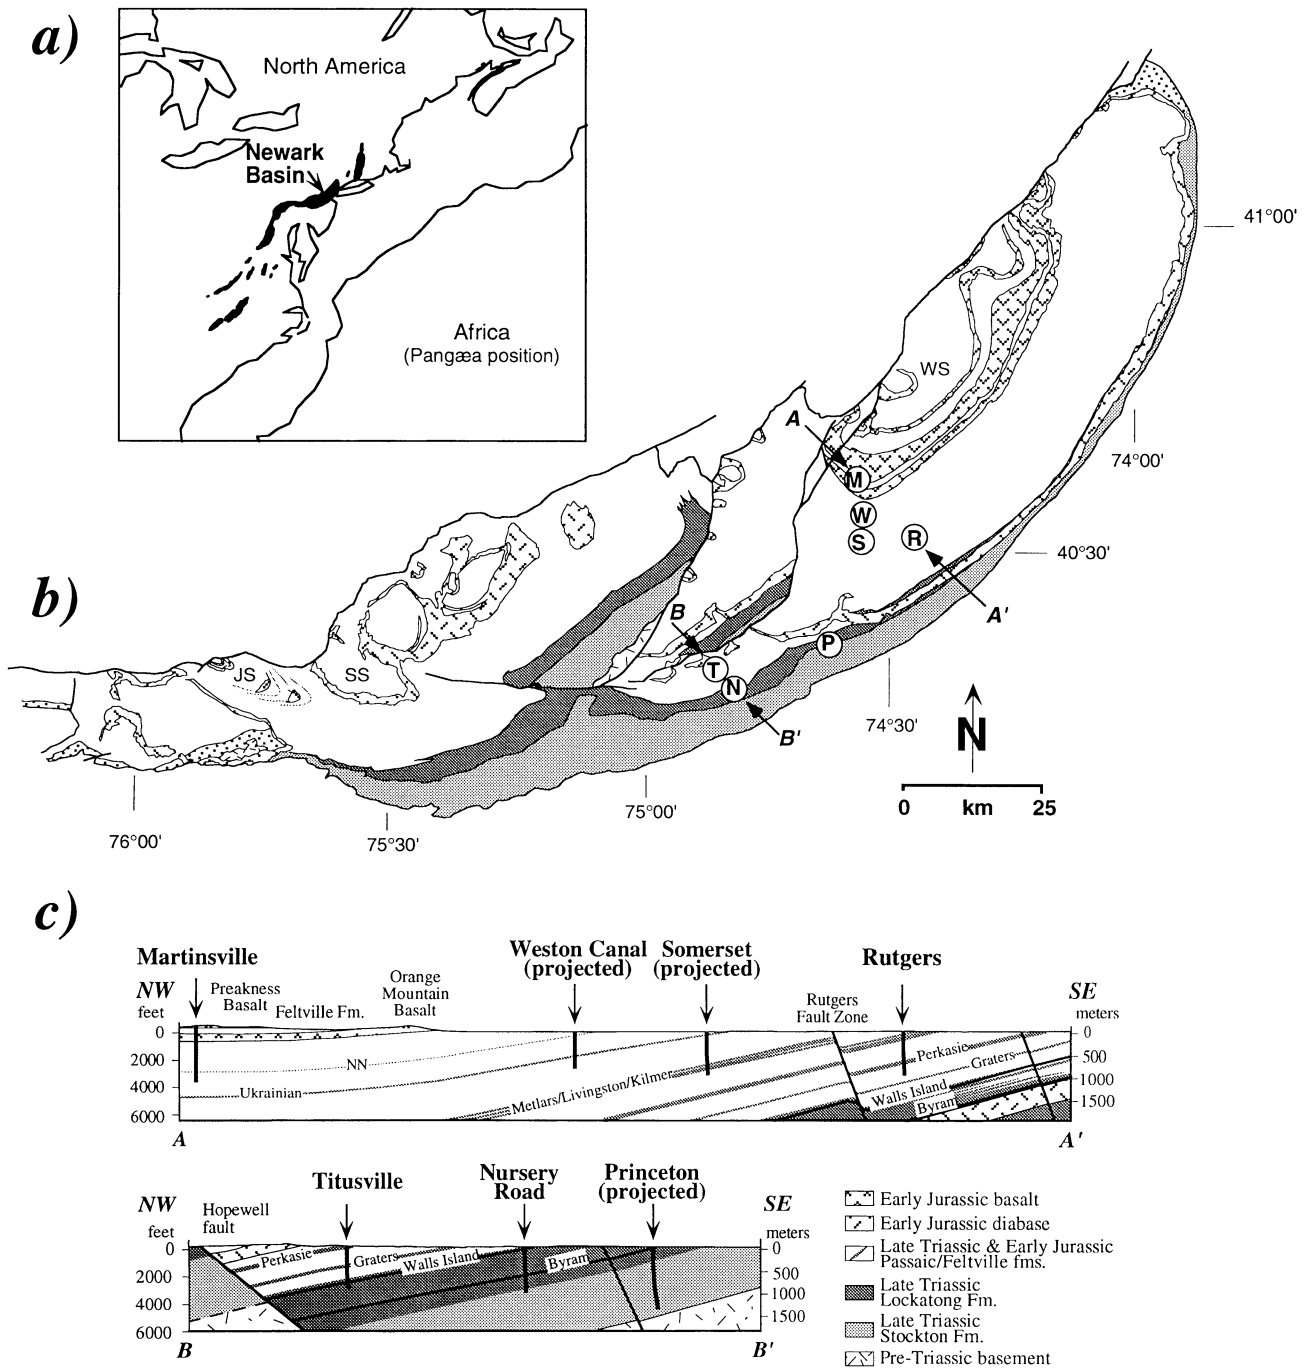 a)
North America
Newark
Basin
Africa
(Pangæa position)
b)
41°00'
WS
74°00'
A
M
W
S
R
40°30'
A'
B
P
T
N
B'
JS
SS
74°30'
N
0 km 25
75°00'
76°00'
75°30'
c)
Martinsville
Weston Canal
(projected)
Somerset
(projected)
Rutgers
NW
feet
Preakness
Basalt
Feltville Fm.
Orange
Mountain
Basalt
Rutgers
Fault Zone
SE
meters
0
2000
4000
6000
NN
Ukrainian
Metlars/Livingston/Kilmer
Perkasie
Graters
Walls Island
Byram
0
500
1000
1500
A
A'
NW
feet
Hopewell
fault
Titusville
Nursery
Road
Princeton
(projected)
SE
meters
0
2000
4000
6000
Perkasie
Graters
Walls Island
Byram
0
500
1000
1500
B
B'
Early Jurassic basalt
Early Jurassic diabase
Late Triassic & Early Jurassic
Passaic/Feltville fms.
Late Triassic
Lockatong Fm.
Late Triassic
Stockton Fm.
Pre-Triassic basement